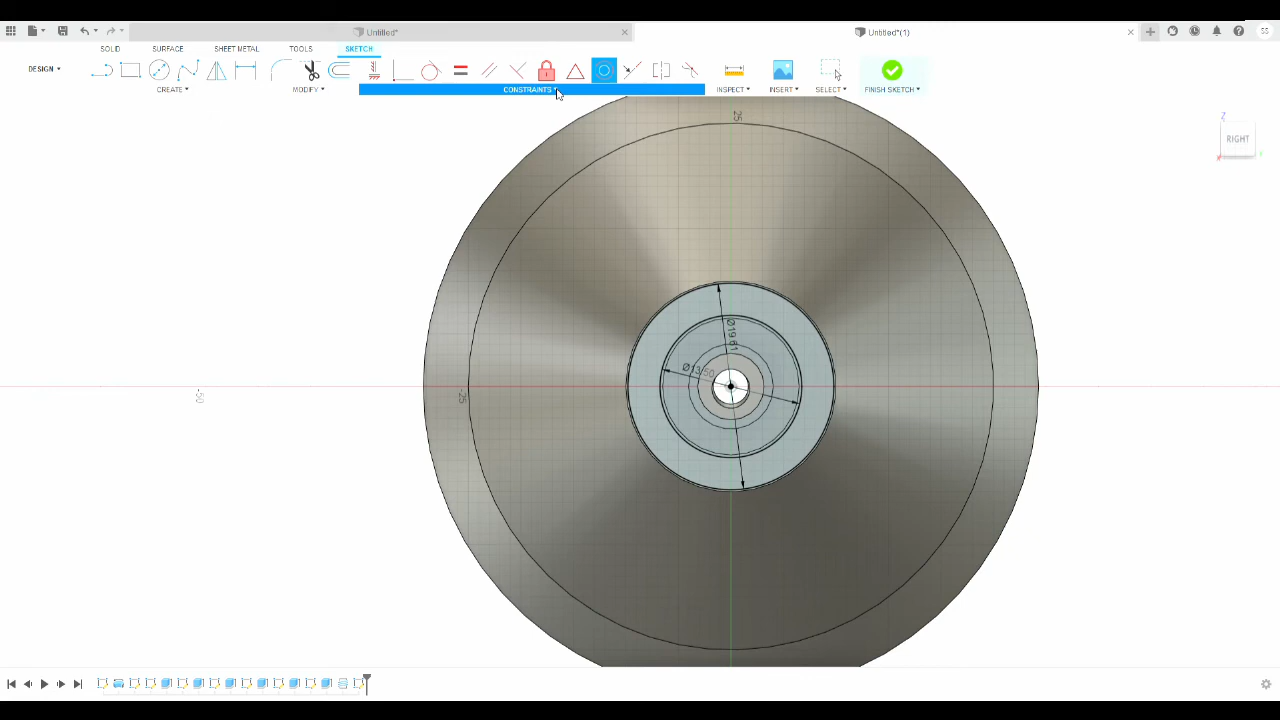 Untitled*
Untitled*(1)
SS
SOLID
SURFACE
SHEET METAL
TOOLS
SKETCH
DESIGN
CREATE
MODIFY
CONSTRAINTS
INSPECT
INSERT
SELECT
FINISH SKETCH
Z
RIGHT
X
Y
25
Ø19.61
Ø13.50
-50
-25